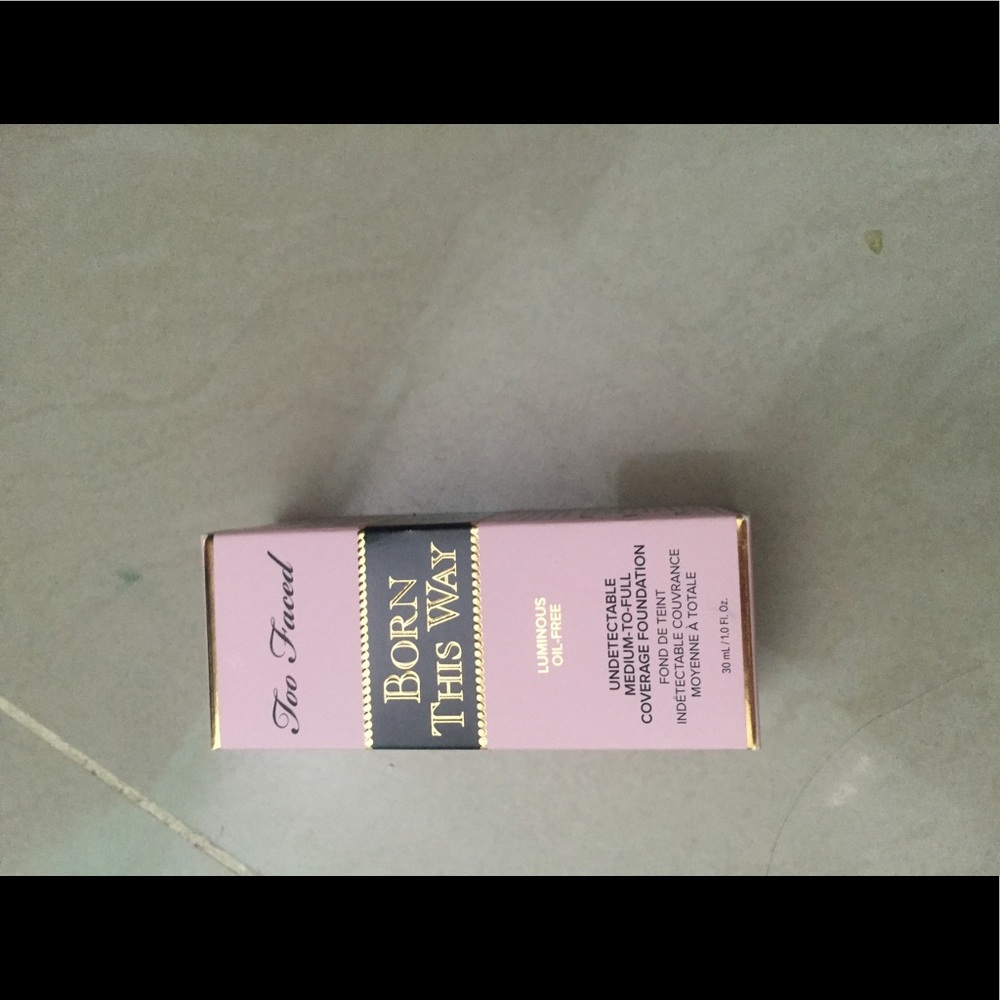 Too Faced
BORN
THIS WAY
LUMINOUS
OIL-FREE
UNDETECTABLE
MEDIUM-TO-FULL
COVERAGE FOUNDATION
FOND DE TEINT
INDÉTECTABLE COUVRANCE
MOYENNE À TOTALE
30 mL / 1.0 Fl. Oz.